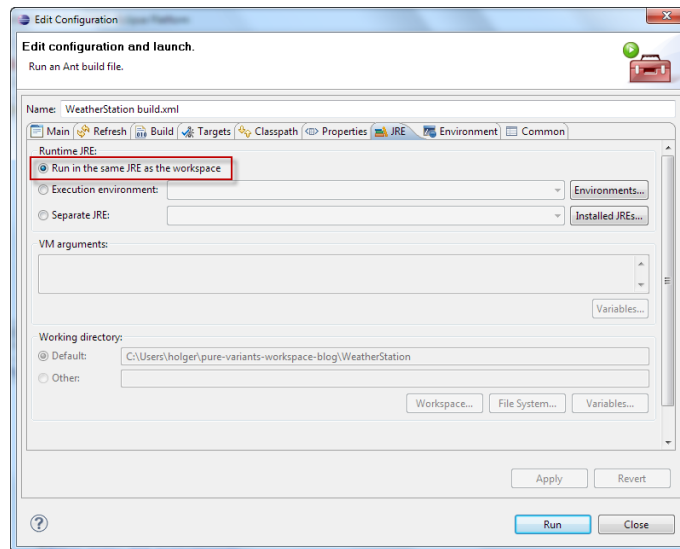 Edit Configuration
Edit configuration and launch.
Run an Ant build file.
Name: WeatherStation build.xml
Main Refresh Build Targets Classpath Properties JRE Environment Common
Runtime JRE:
Run in the same JRE as the workspace
Execution environment: Environments...
Separate JRE: Installed JREs...
VM arguments:
Variables...
Working directory:
Default: C:\Users\holger\pure-variants-workspace-blog\WeatherStation
Other:
Workspace... File System... Variables...
Apply Revert
Run Close